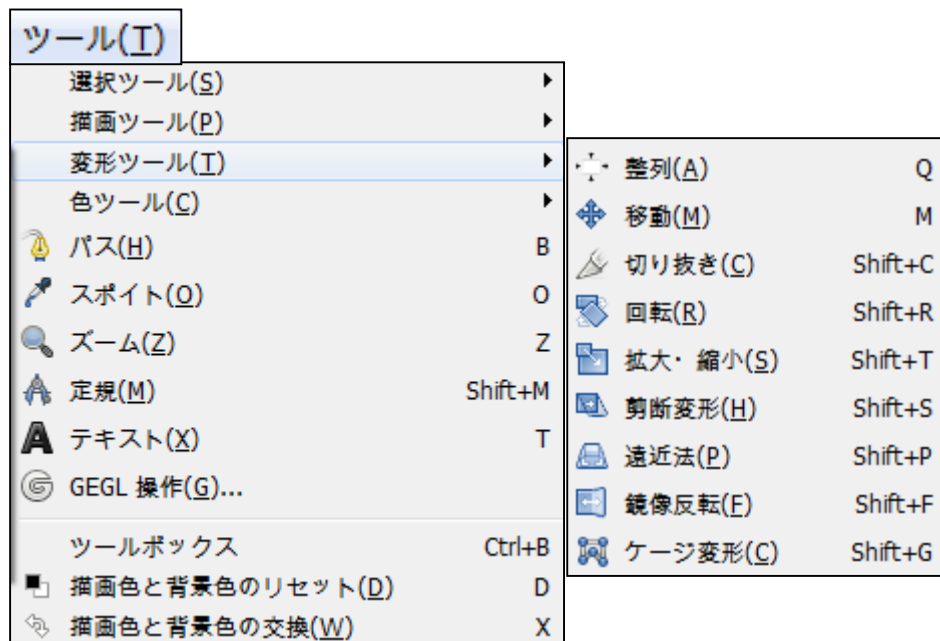 ツール(T)
選択ツール(S)
描画ツール(P)
変形ツール(T)
色ツール(C)
パス(H) B
スポイト(O) O
ズーム(Z) Z
定規(M) Shift+M
テキスト(X) T
GEGL 操作(G)...
ツールボックス Ctrl+B
描画色と背景色のリセット(D) D
描画色と背景色の交換(W) X
整列(A) Q
移動(M) M
切り抜き(C) Shift+C
回転(R) Shift+R
拡大・縮小(S) Shift+T
剪断変形(H) Shift+S
遠近法(P) Shift+P
鏡像反転(F) Shift+F
ケージ変形(C) Shift+G